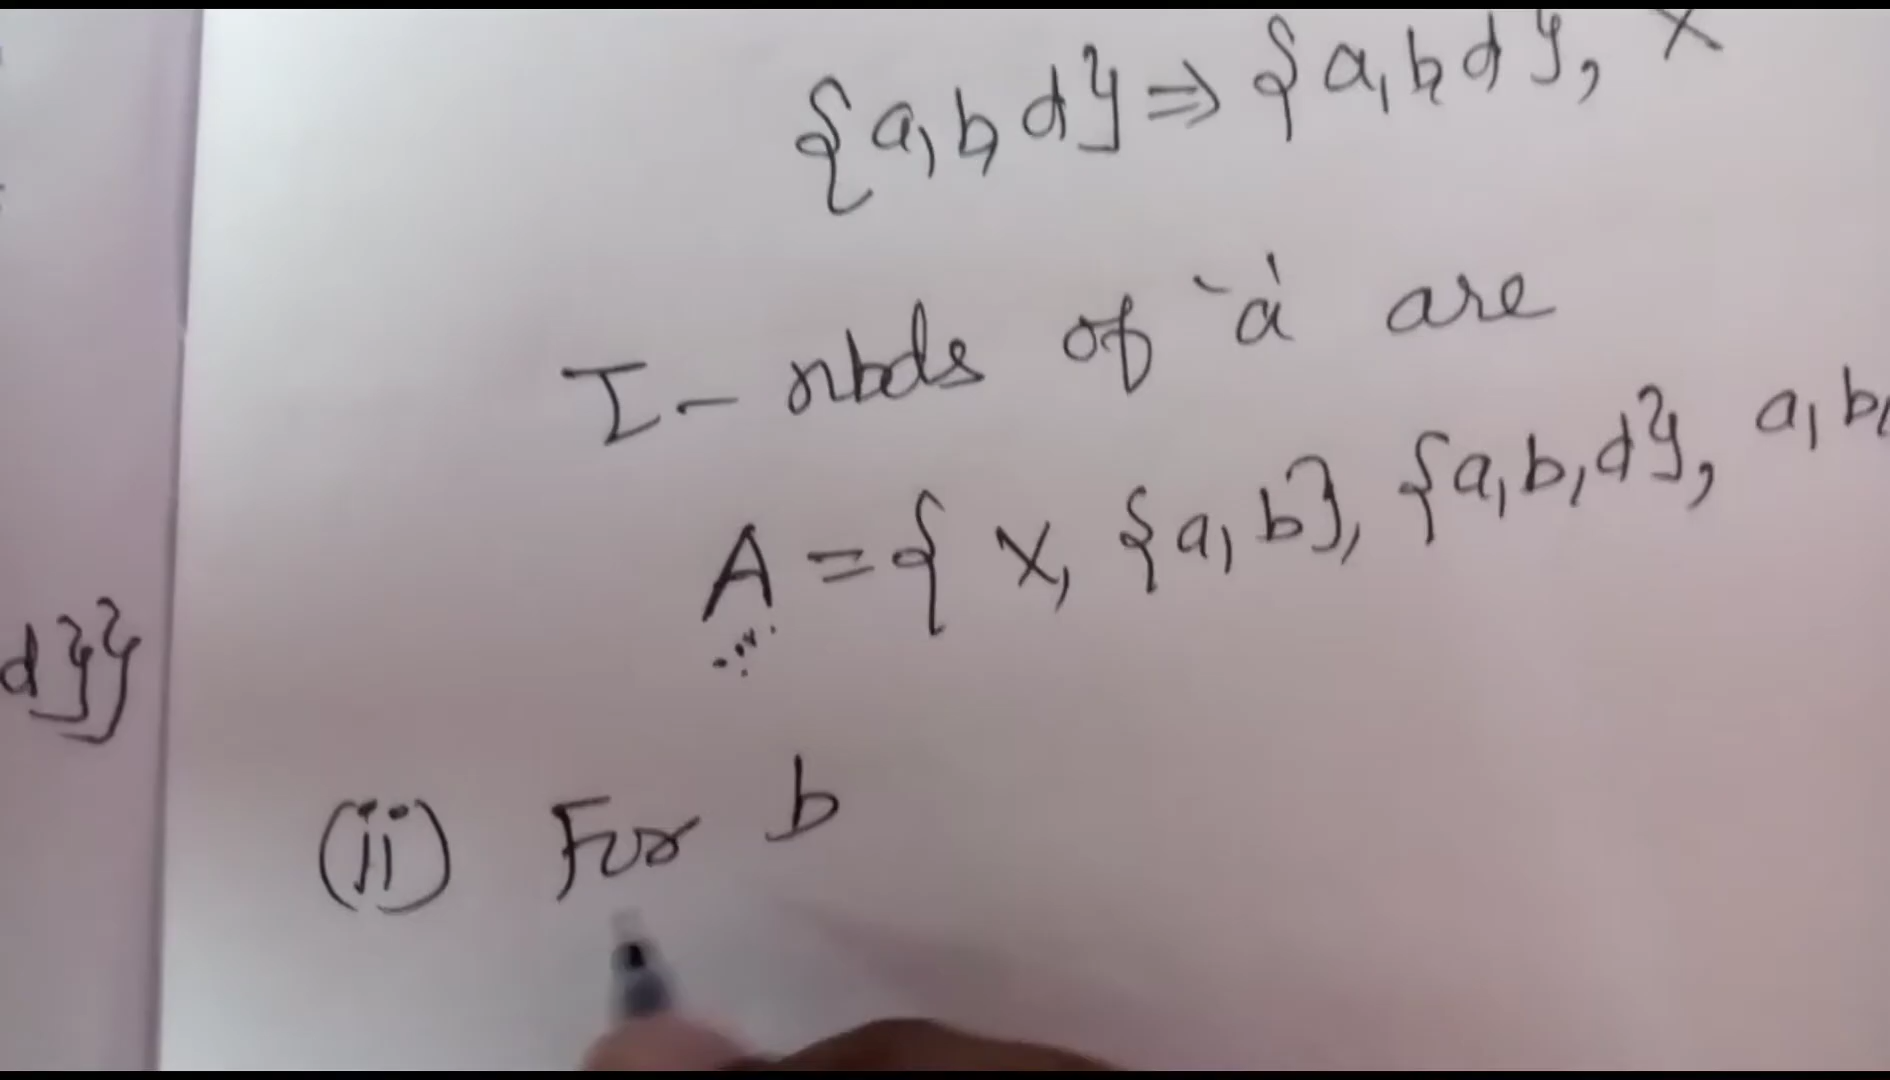 {a, b, d} ⇒ {a, b, d}, X
T - nbds of 'a' are
A = { X, {a, b}, {a, b, d}, a, b,
d}}
(ii) For b